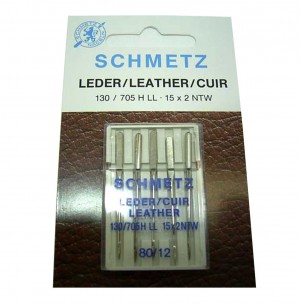 SCHMETZ
LEDER/LEATHER/CUIR
130 / 705 H LL · 15 x 2 NTW
SCHMETZ
LEDER/CUIR
LEATHER
130/705H LL 15x2NTW
80/12